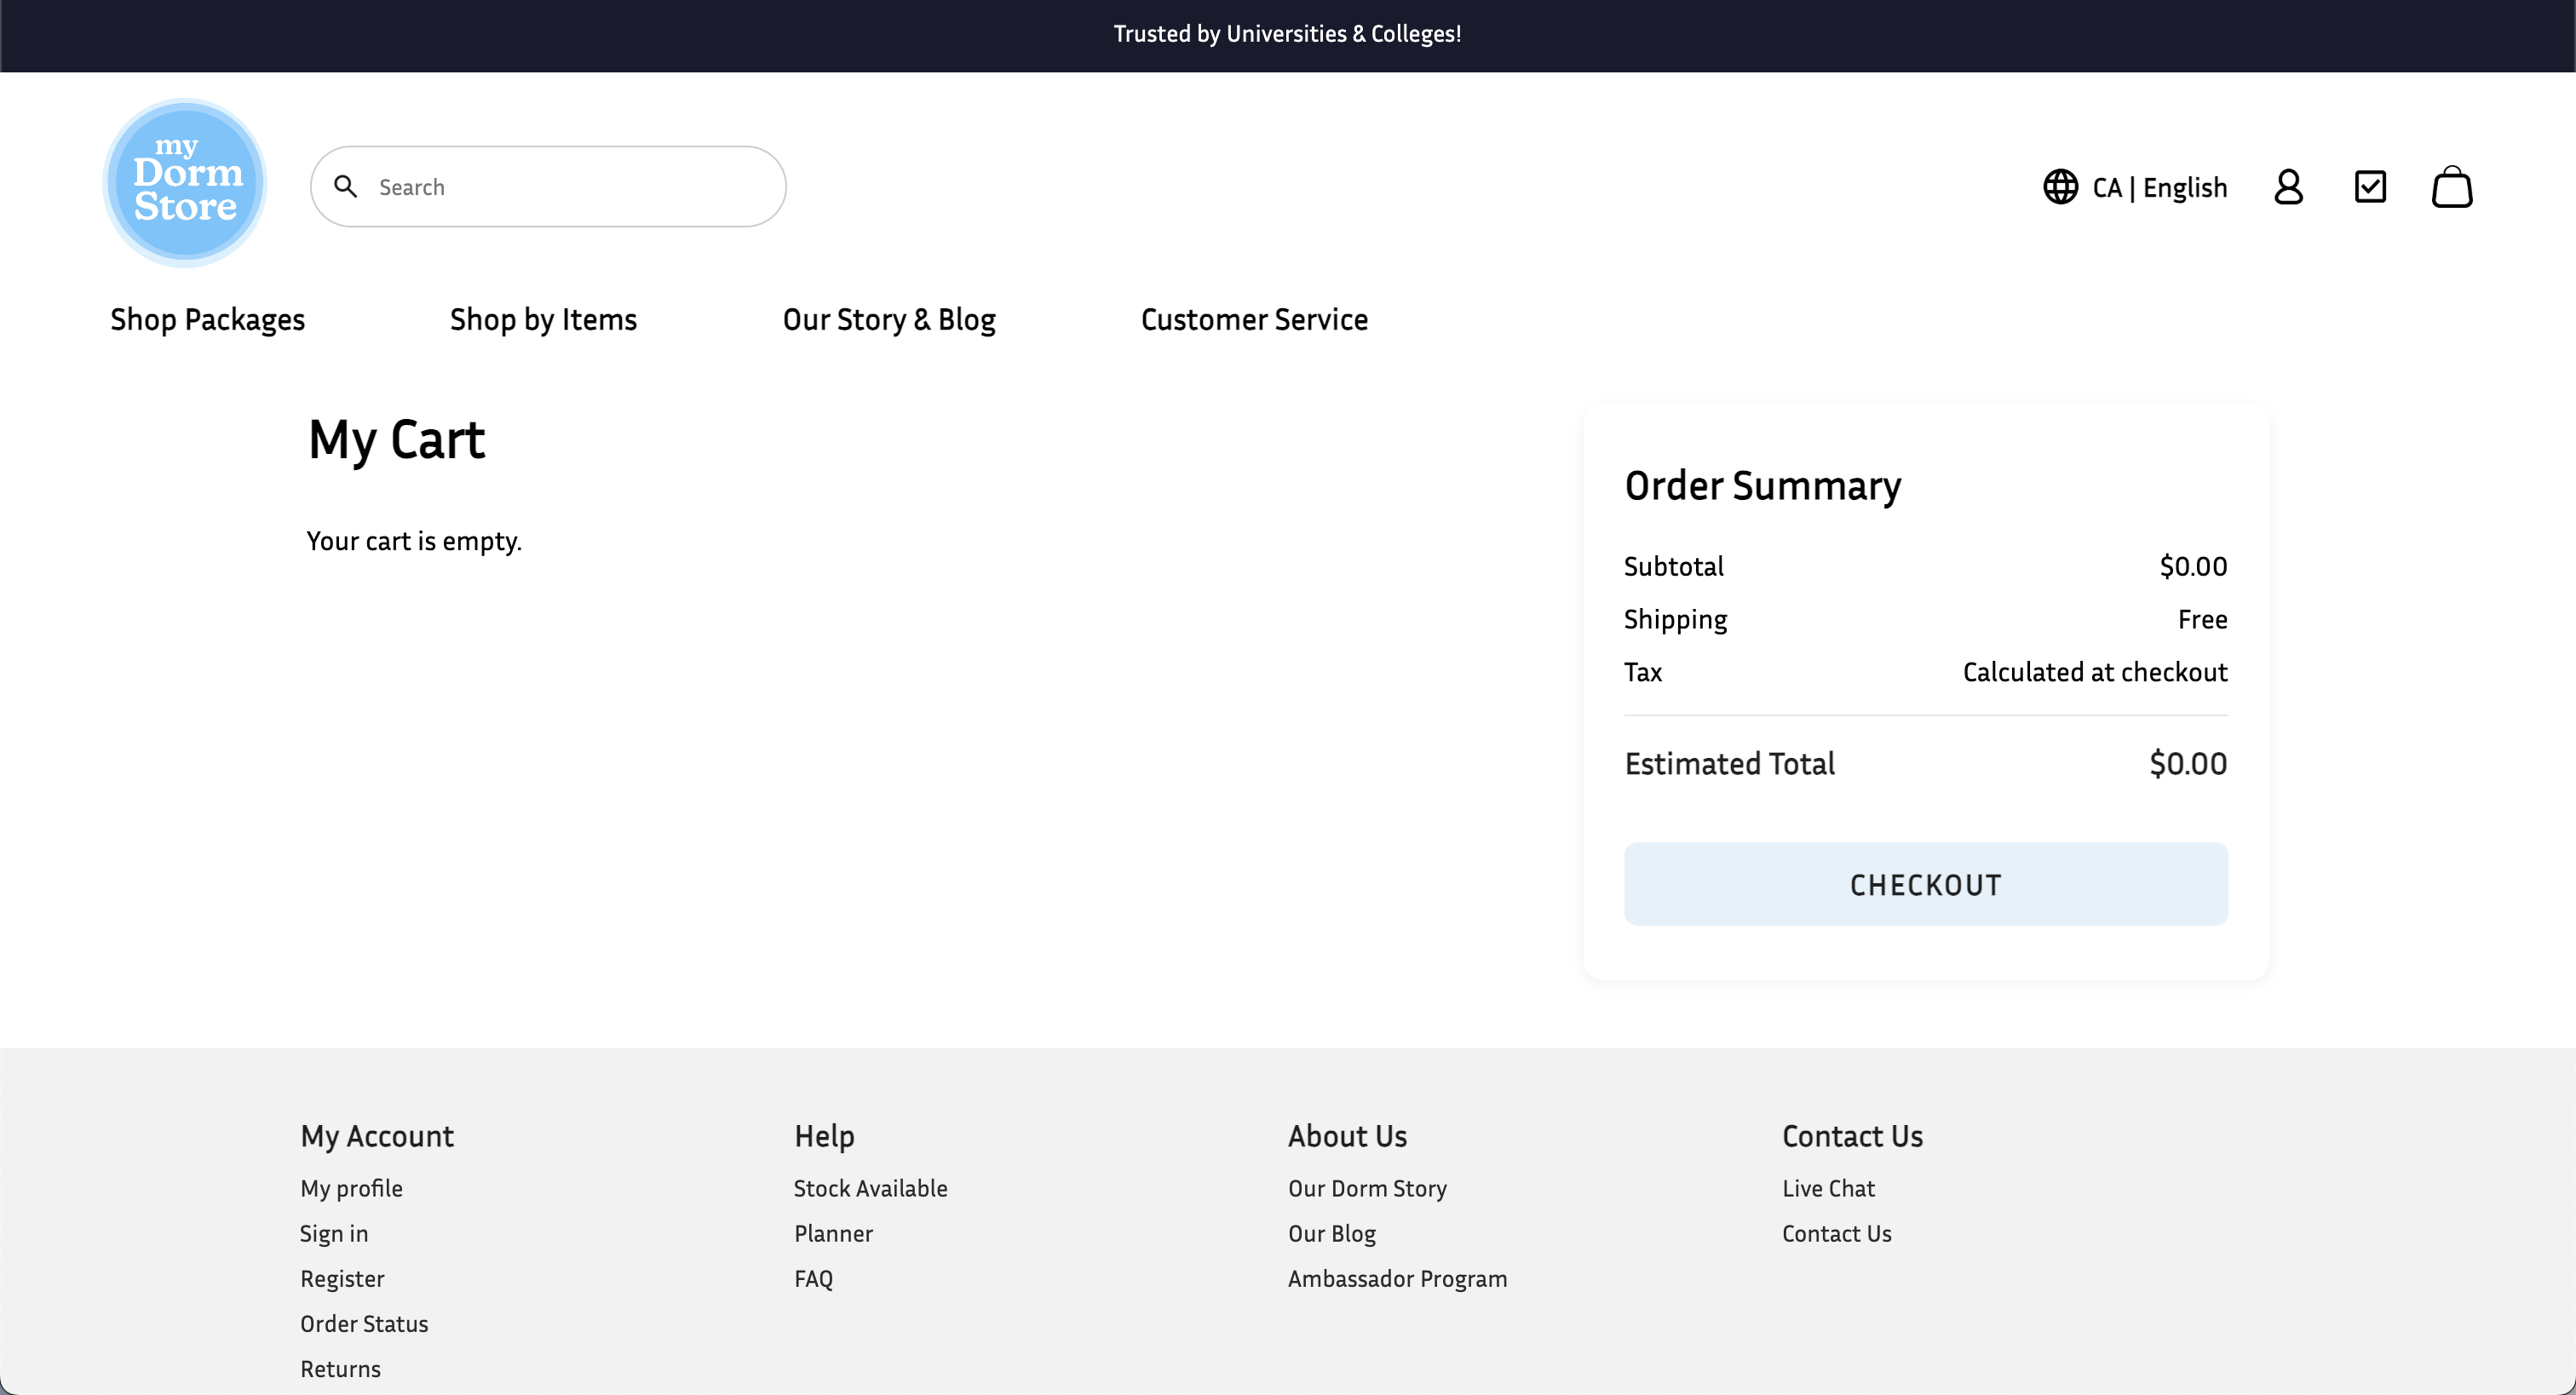 Trusted by Universities & Colleges!
my
Dorm
Store
Search
CA | English
Shop Packages
Shop by Items
Our Story & Blog
Customer Service
My Cart
Your cart is empty.
Order Summary
Subtotal $0.00
Shipping Free
Tax Calculated at checkout
Estimated Total $0.00
CHECKOUT
My Account
My profile
Sign in
Register
Order Status
Returns
Help
Stock Available
Planner
FAQ
About Us
Our Dorm Story
Our Blog
Ambassador Program
Contact Us
Live Chat
Contact Us